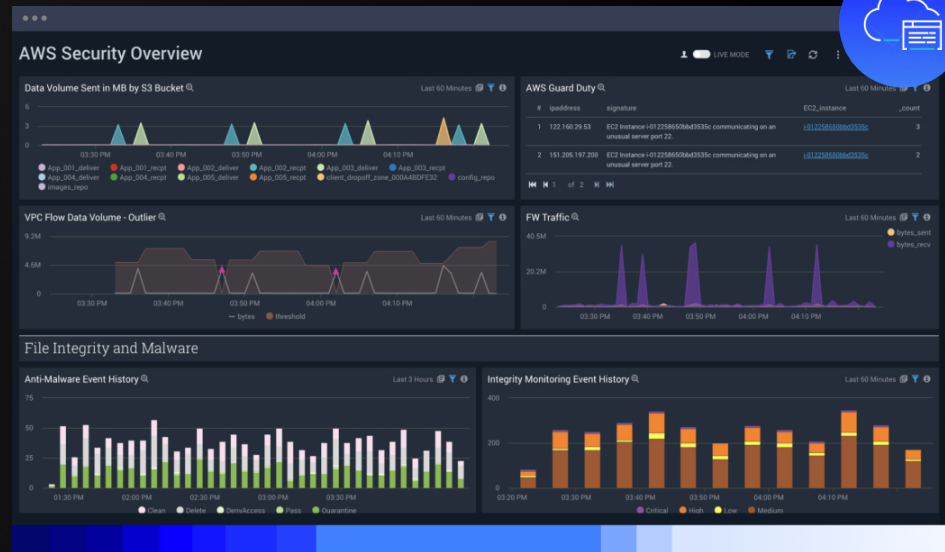 AWS Security Overview
LIVE MODE
Data Volume Sent in MB by S3 Bucket
Last 60 Minutes
6
3
0
03:30 PM 03:40 PM 03:50 PM 04:00 PM 04:10 PM
App_001_deliver App_001_recpt App_002_deliver App_002_recpt App_003_deliver App_003_recpt
App_004_deliver App_004_recpt App_005_deliver App_005_recpt client_dropoff_zone_000A4BDFE32 config_repo
images_repo
AWS Guard Duty
Last 60 Minutes
# ipaddress signature EC2_instance _count
1 122.160.29.53 EC2 Instance i-012258650bbd3535c communicating on an i-012258650bbd3535c 3
unusual server port 22.
2 151.205.197.200 EC2 Instance i-012258650bbd3535c communicating on an i-012258650bbd3535c 2
unusual server port 22.
1 of 2
VPC Flow Data Volume - Outlier
Last 60 Minutes
9.2M
4.6M
0
03:30 PM 03:40 PM 03:50 PM 04:00 PM 04:10 PM
bytes threshold
FW Traffic
Last 60 Minutes
40.5M
20.2M
0
03:30 PM 03:40 PM 03:50 PM 04:00 PM 04:10 PM
bytes_sent
bytes_recv
File Integrity and Malware
Anti-Malware Event History
Last 3 Hours
75
50
25
0
01:30 PM 02:00 PM 02:30 PM 03:00 PM 03:30 PM
Clean Delete DenyAccess Pass Quarantine
Integrity Monitoring Event History
Last 60 Minutes
400
200
0
03:20 PM 03:30 PM 03:40 PM 03:50 PM 04:00 PM 04:10 PM
Critical High Low Medium